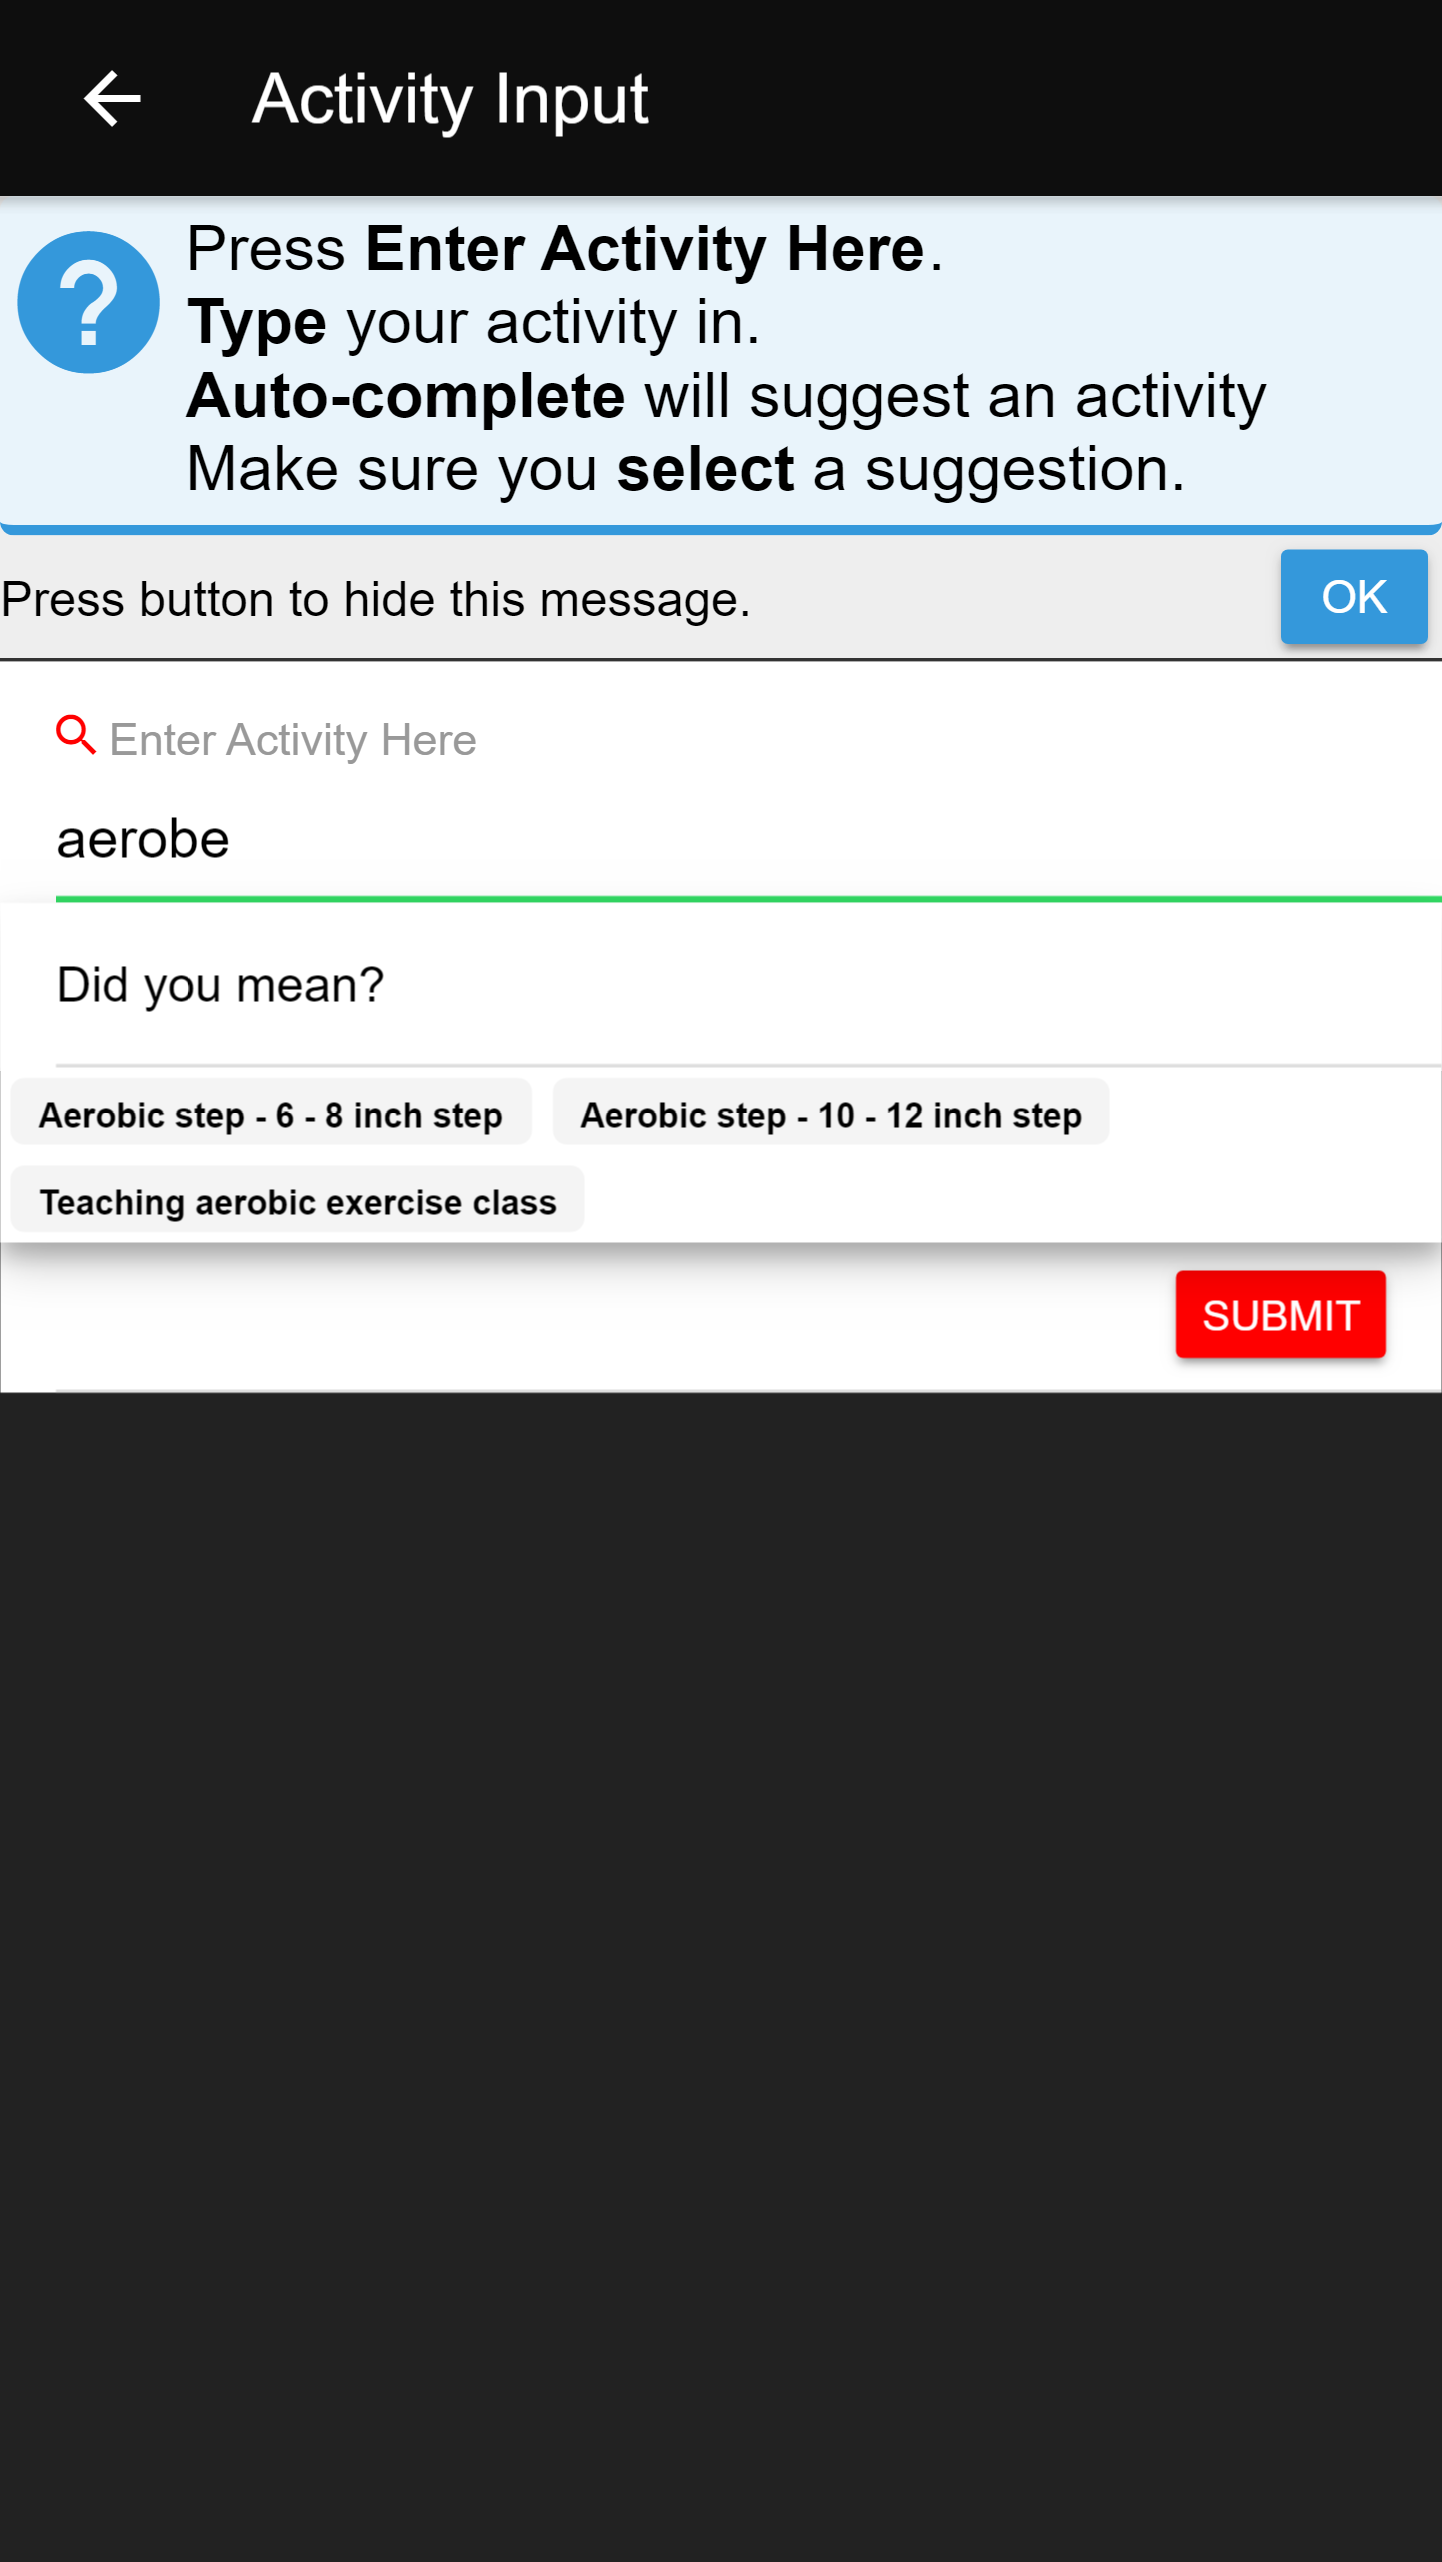 Activity Input
Press Enter Activity Here.
Type your activity in.
Auto-complete will suggest an activity
Make sure you select a suggestion.
Press button to hide this message.
OK
Enter Activity Here
aerobe
Did you mean?
Aerobic step - 6 - 8 inch step
Aerobic step - 10 - 12 inch step
Teaching aerobic exercise class
SUBMIT